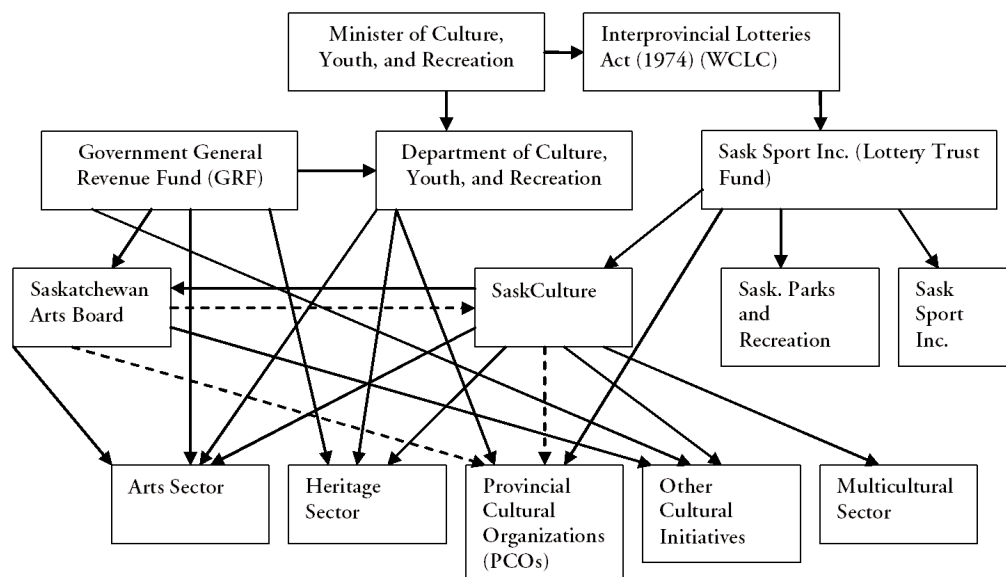 Minister of Culture,
Youth, and Recreation
Interprovincial Lotteries
Act (1974) (WCLC)
Government General
Revenue Fund (GRF)
Department of Culture,
Youth, and Recreation
Sask Sport Inc. (Lottery Trust
Fund)
Saskatchewan
Arts Board
SaskCulture
Sask. Parks
and
Recreation
Sask
Sport
Inc.
Arts Sector
Heritage
Sector
Provincial
Cultural
Organizations
(PCOs)
Other
Cultural
Initiatives
Multicultural
Sector